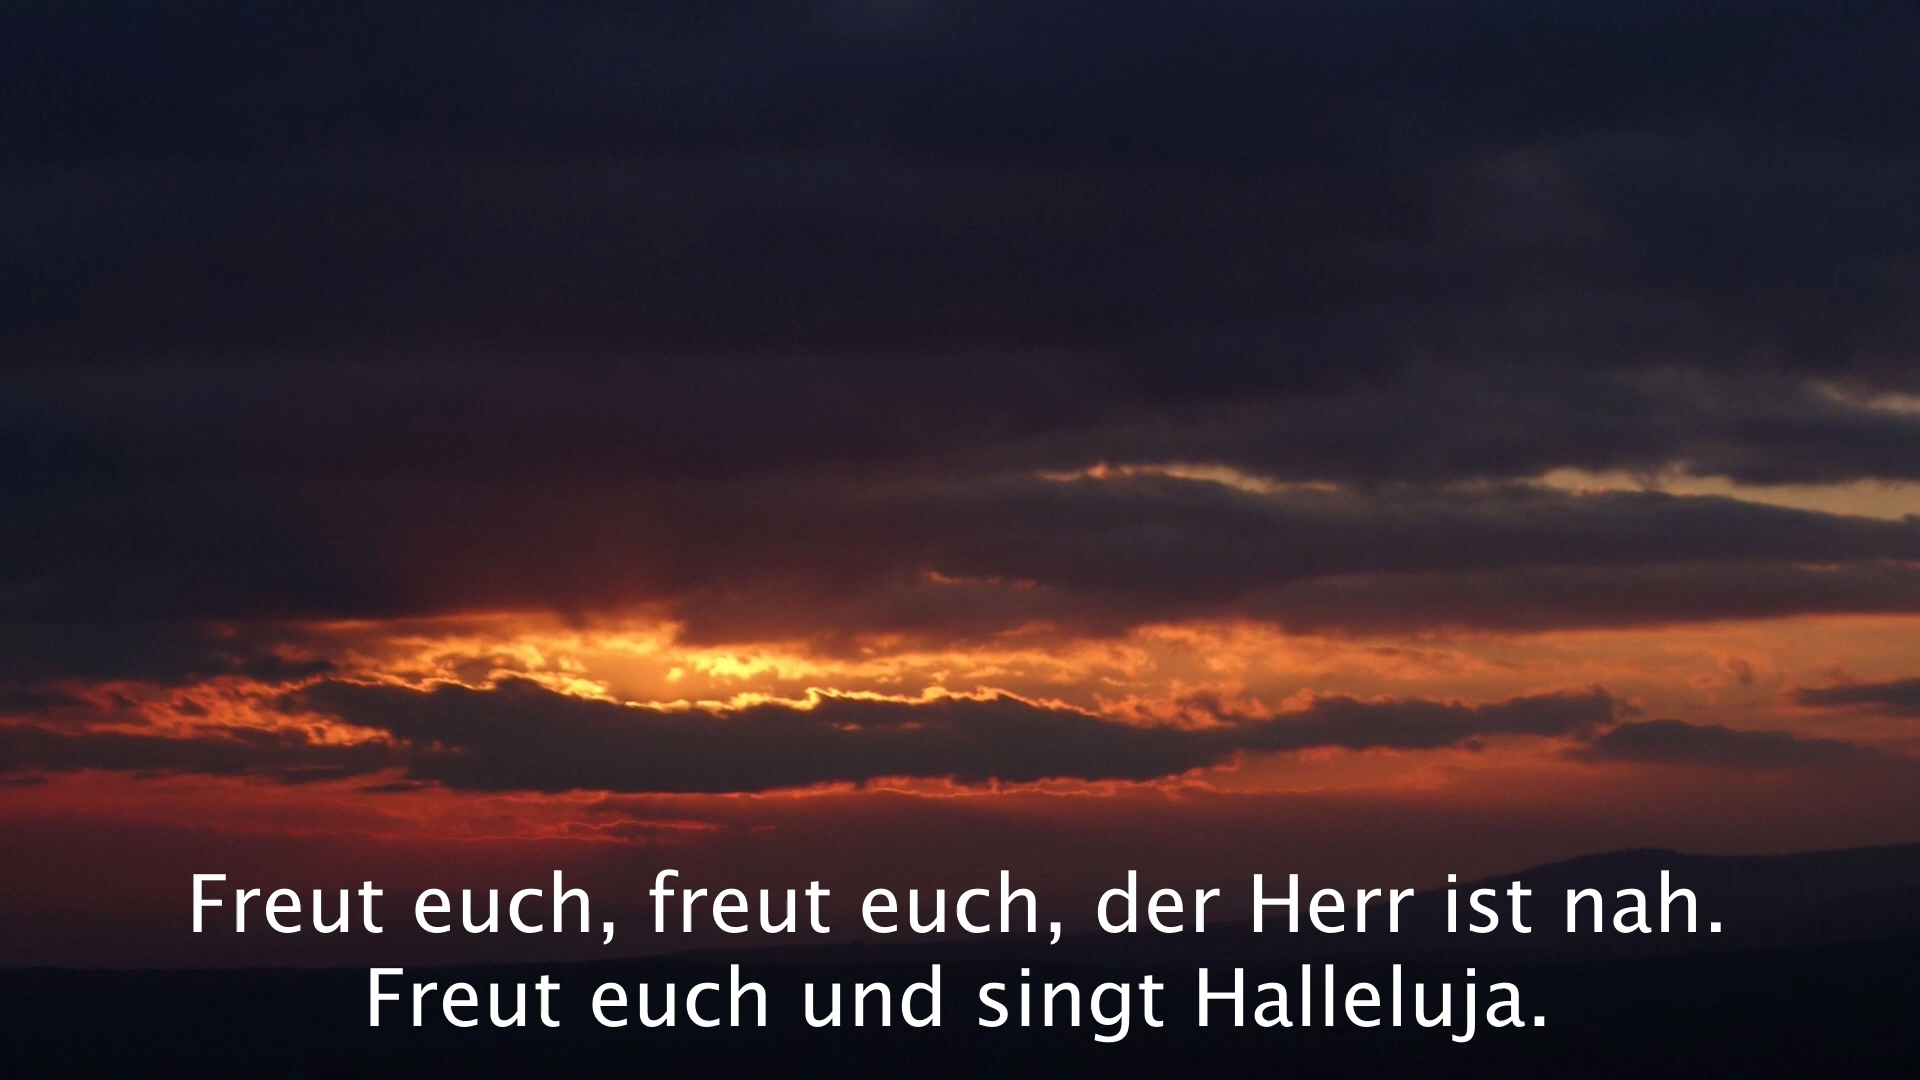 Freut euch, freut euch, der Herr ist nah.
Freut euch und singt Halleluja.